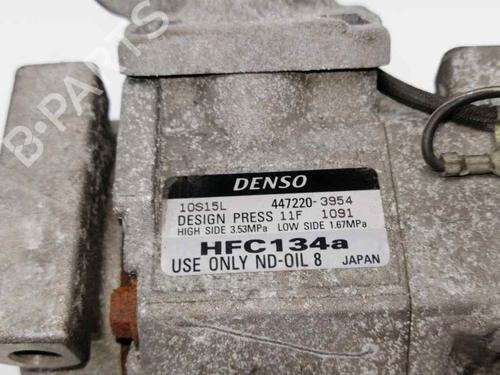 B-PARTS
DENSO
10S15L 447220-3954
DESIGN PRESS 11F 1091
HIGH SIDE 3.53MPa LOW SIDE 1.67MPa
HFC134a
USE ONLY ND-OIL 8 JAPAN